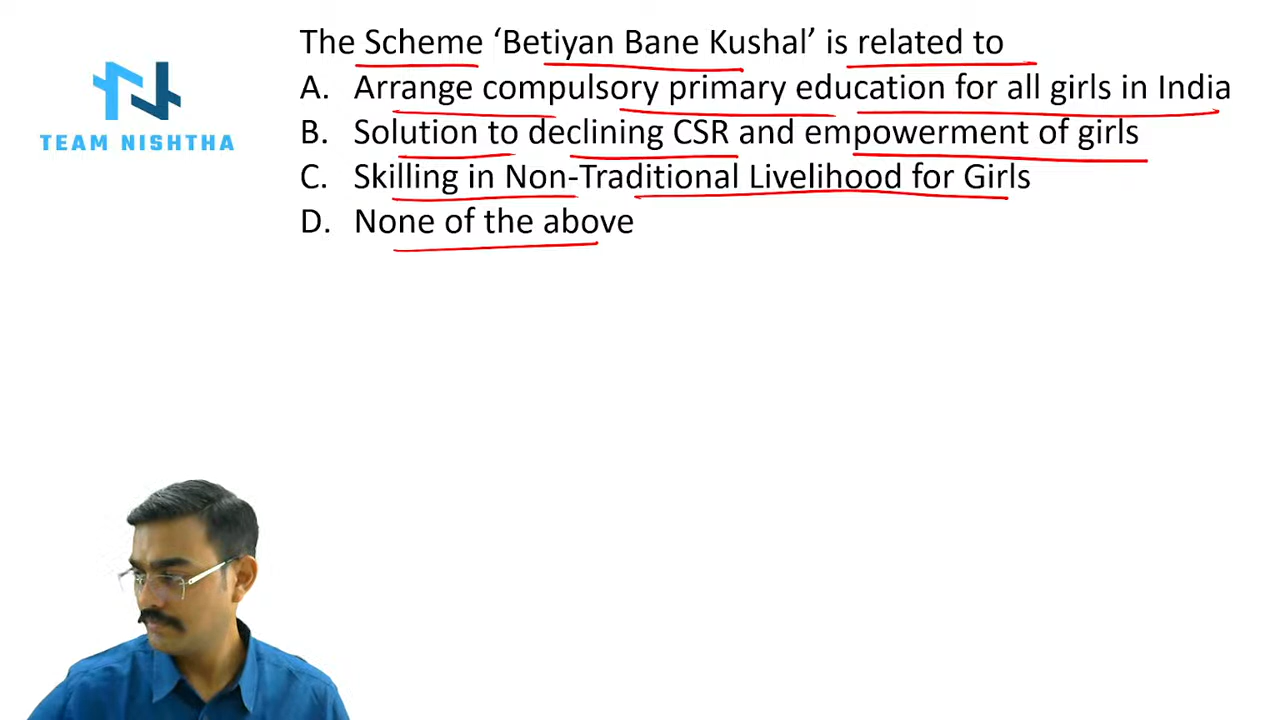 The Scheme ‘Betiyan Bane Kushal’ is related to
A. Arrange compulsory primary education for all girls in India
B. Solution to declining CSR and empowerment of girls
C. Skilling in Non-Traditional Livelihood for Girls
D. None of the above
TEAM NISHTHA